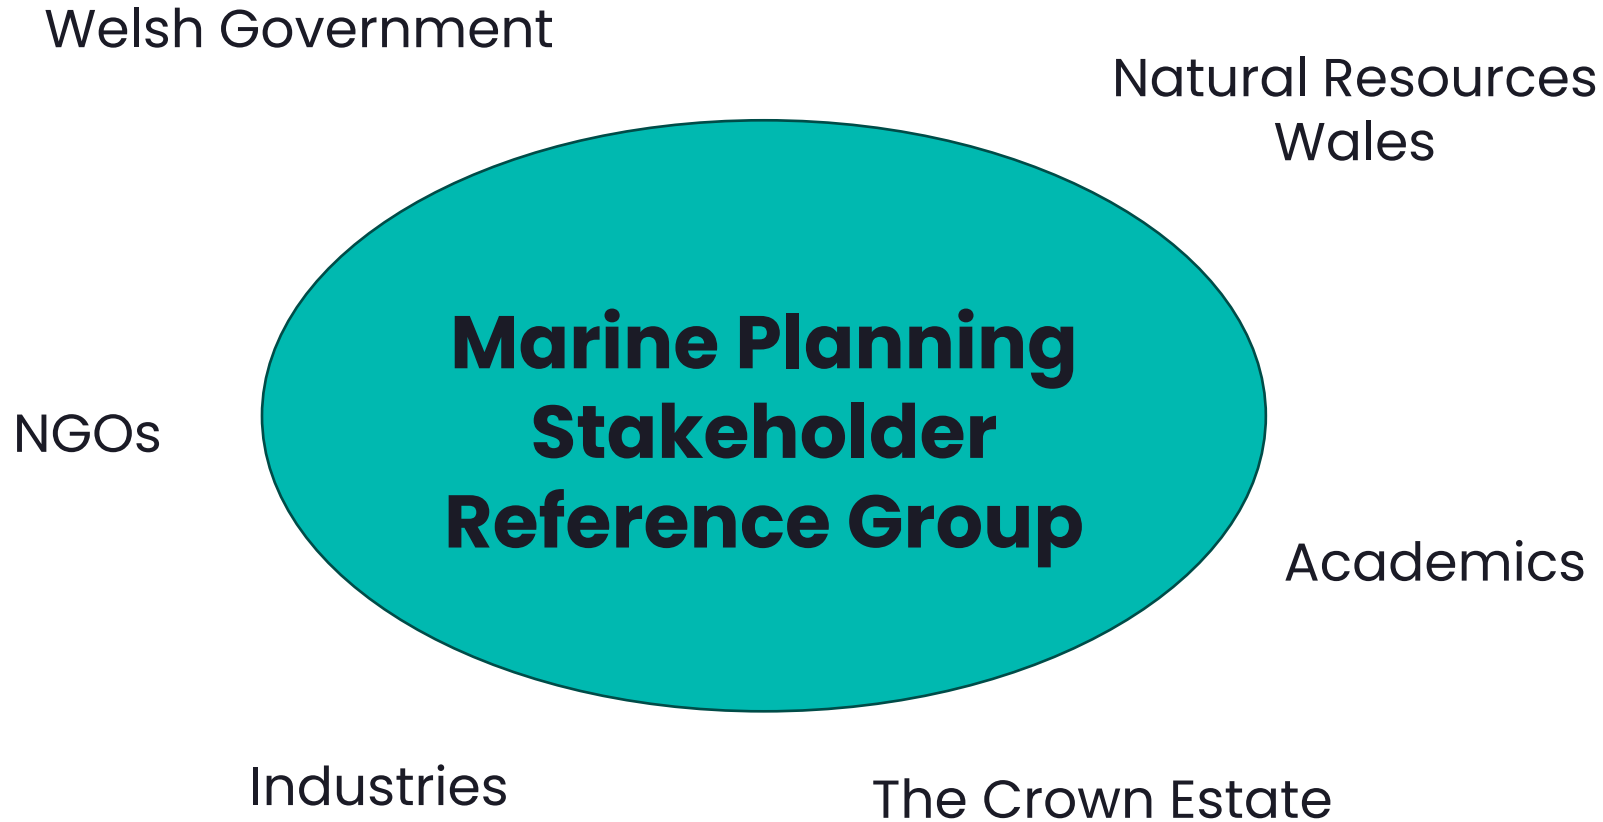 Welsh Government
Natural Resources
Wales
Marine Planning
Stakeholder
Reference Group
NGOs
Academics
Industries
The Crown Estate